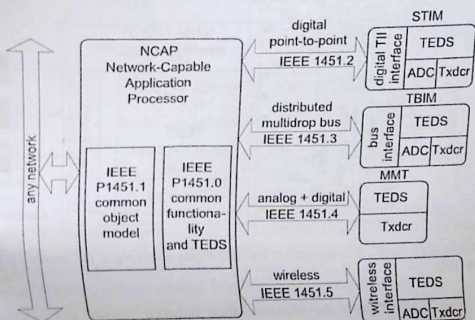 any network
NCAP
Network-Capable
Application
Processor
IEEE
P1451.1
common
object
model
IEEE
P1451.0
common
functiona-
lity
and TEDS
digital
point-to-point
IEEE 1451.2
STIM
digital TII
interface
TEDS
ADC Txdcr
distributed
multidrop bus
IEEE 1451.3
TBIM
bus
interface
TEDS
ADC Txdcr
analog + digital
IEEE 1451.4
MMT
TEDS
Txdcr
wireless
IEEE 1451.5
witreless
interface
TEDS
ADC Txdcr